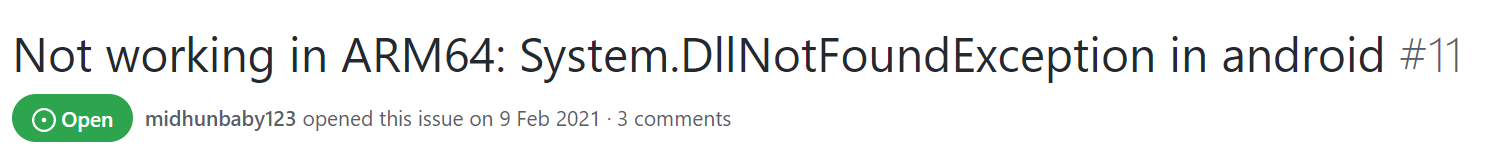 Not working in ARM64: System.DllNotFoundException in android #11
Open midhunbaby123 opened this issue on 9 Feb 2021 · 3 comments